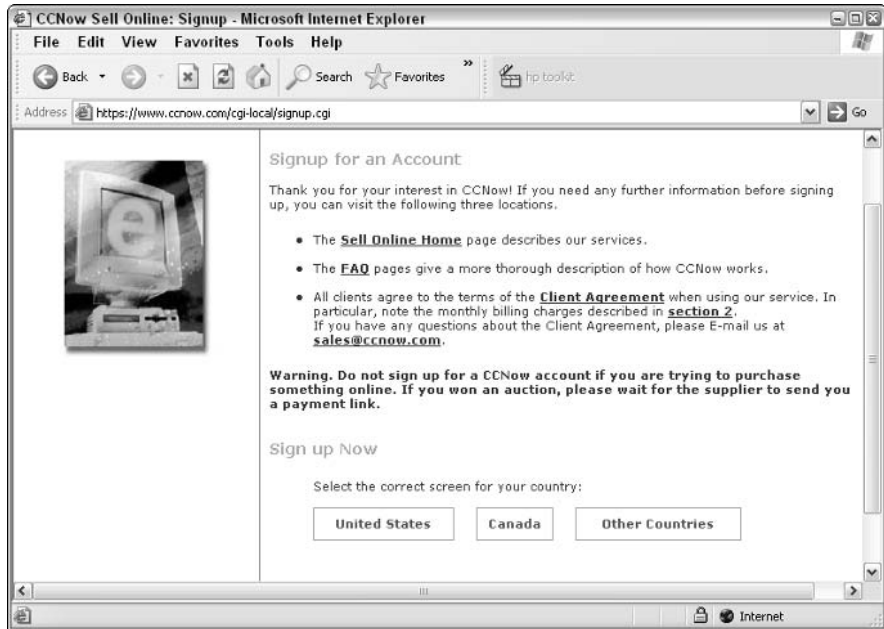 CCNow Sell Online: Signup - Microsoft Internet Explorer
File Edit View Favorites Tools Help
Back Search Favorites » hp toolkit
Address https://www.ccnow.com/cgi-local/signup.cgi Go
e
Signup for an Account
Thank you for your interest in CCNow! If you need any further information before signing
up, you can visit the following three locations.
• The Sell Online Home page describes our services.
• The FAQ pages give a more thorough description of how CCNow works.
• All clients agree to the terms of the Client Agreement when using our service. In
particular, note the monthly billing charges described in section 2.
If you have any questions about the Client Agreement, please E-mail us at
sales@ccnow.com.
Warning. Do not sign up for a CCNow account if you are trying to purchase
something online. If you won an auction, please wait for the supplier to send you
a payment link.
Sign up Now
Select the correct screen for your country:
United States Canada Other Countries
Internet